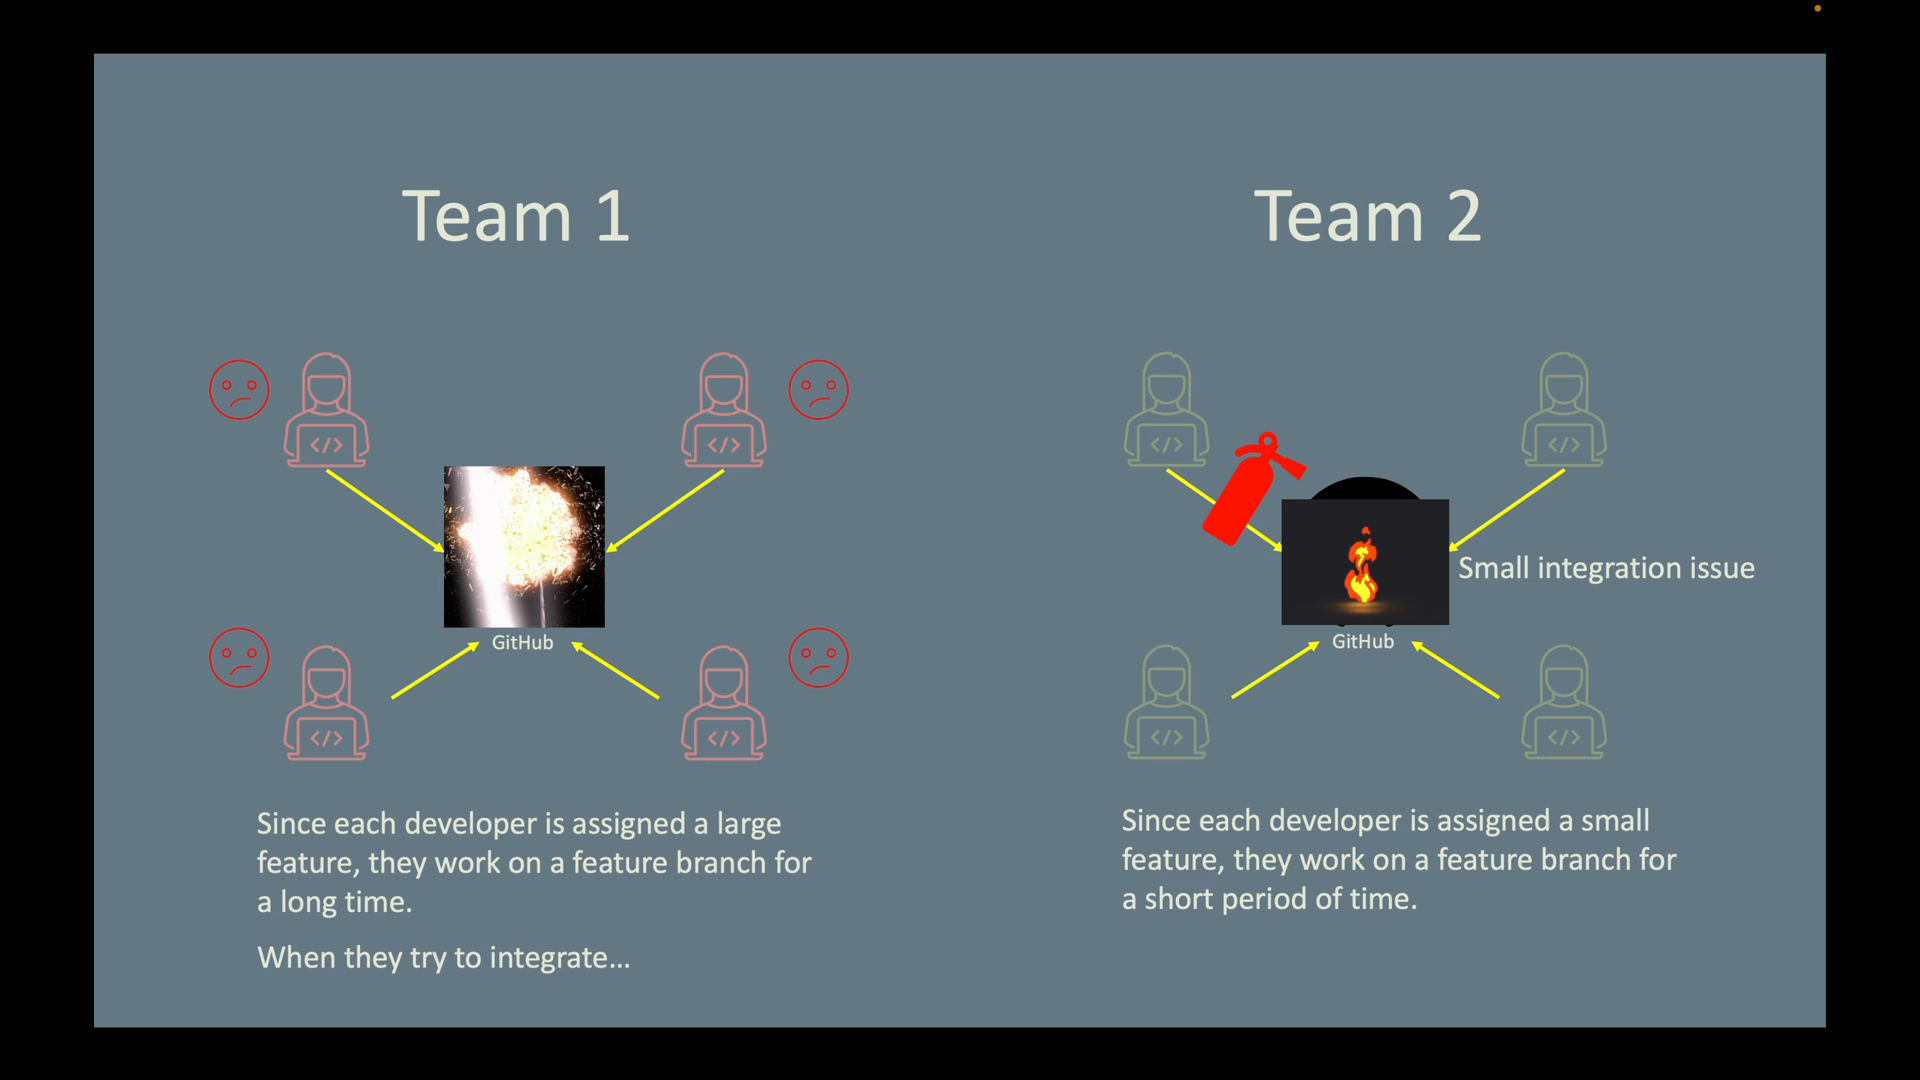 Team 1
</>
</>
GitHub
</>
</>
Since each developer is assigned a large
feature, they work on a feature branch for
a long time.
When they try to integrate...
Team 2
</>
</>
Small integration issue
GitHub
</>
</>
Since each developer is assigned a small
feature, they work on a feature branch for
a short period of time.